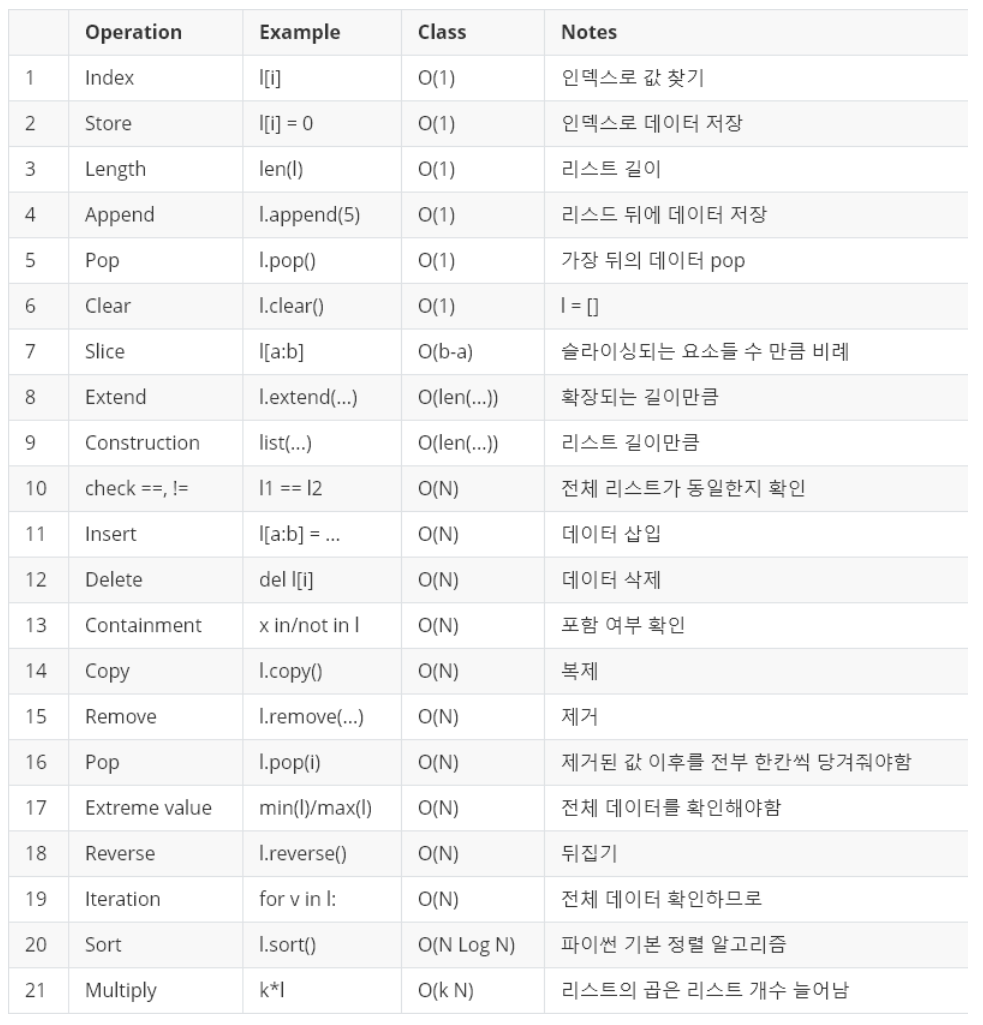 Operation Example Class Notes
1 Index l[i] O(1) 인덱스로 값 찾기
2 Store l[i] = 0 O(1) 인덱스로 데이터 저장
3 Length len(l) O(1) 리스트 길이
4 Append l.append(5) O(1) 리스드 뒤에 데이터 저장
5 Pop l.pop() O(1) 가장 뒤의 데이터 pop
6 Clear l.clear() O(1) l = []
7 Slice l[a:b] O(b-a) 슬라이싱되는 요소들 수 만큼 비례
8 Extend l.extend(...) O(len(...)) 확장되는 길이만큼
9 Construction list(...) O(len(...)) 리스트 길이만큼
10 check ==, != l1 == l2 O(N) 전체 리스트가 동일한지 확인
11 Insert l[a:b] = ... O(N) 데이터 삽입
12 Delete del l[i] O(N) 데이터 삭제
13 Containment x in/not in l O(N) 포함 여부 확인
14 Copy l.copy() O(N) 복제
15 Remove l.remove(...) O(N) 제거
16 Pop l.pop(i) O(N) 제거된 값 이후를 전부 한칸씩 당겨줘야함
17 Extreme value min(l)/max(l) O(N) 전체 데이터를 확인해야함
18 Reverse l.reverse() O(N) 뒤집기
19 Iteration for v in l: O(N) 전체 데이터 확인하므로
20 Sort l.sort() O(N Log N) 파이썬 기본 정렬 알고리즘
21 Multiply k*l O(k N) 리스트의 곱은 리스트 개수 늘어남